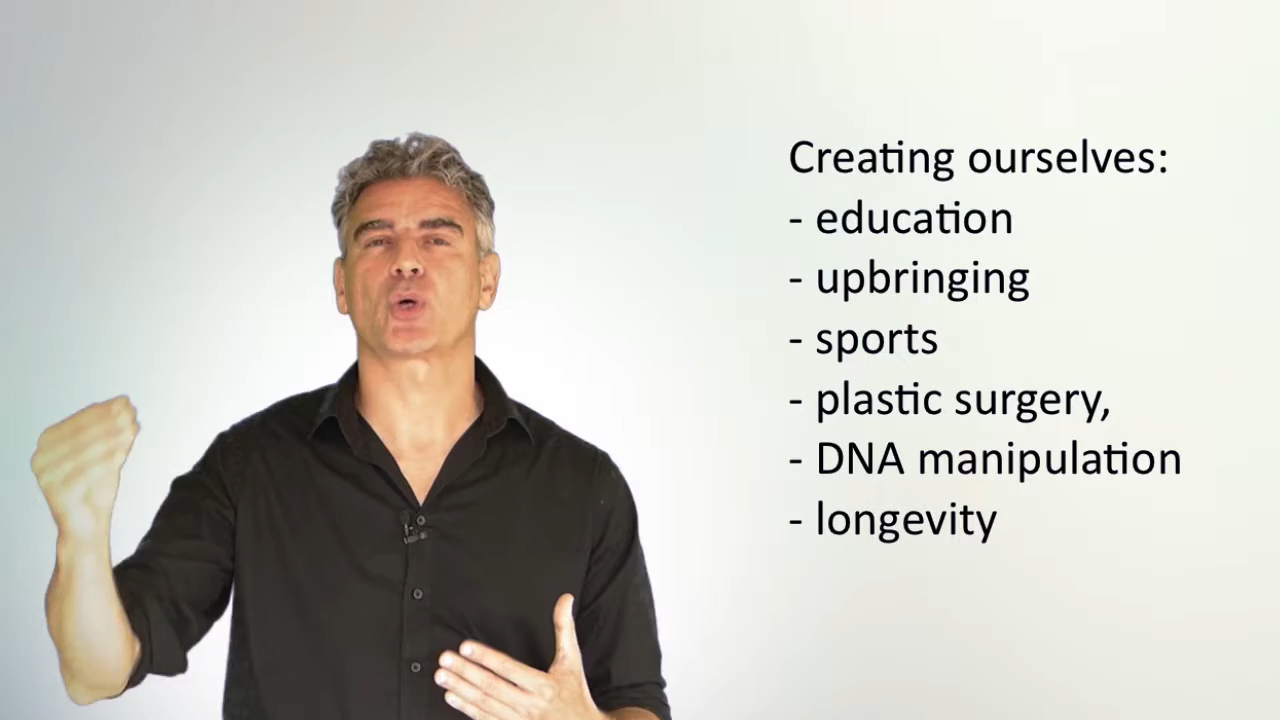 Creating ourselves:
- education
- upbringing
- sports
- plastic surgery,
- DNA manipulation
- longevity